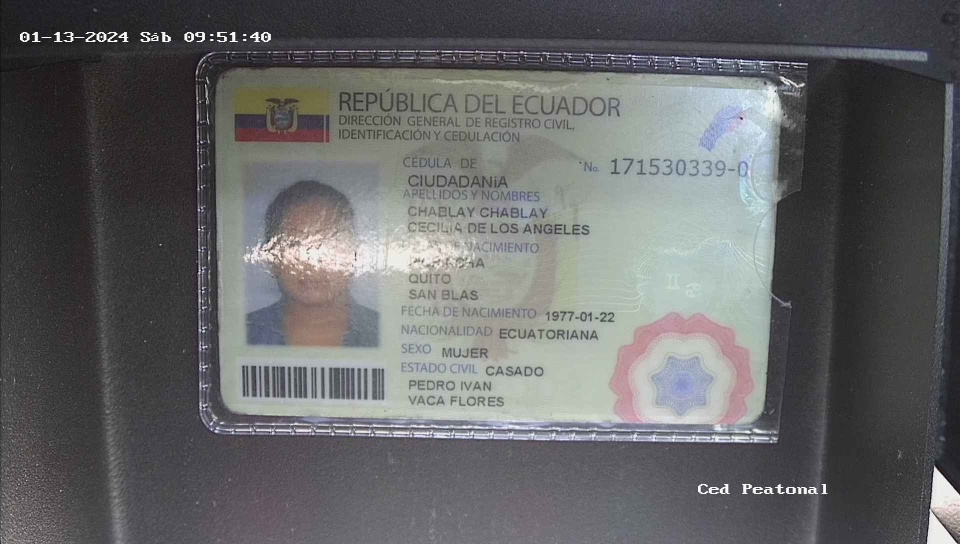 01-13-2024 Sáb 09:51:40
REPÚBLICA DEL ECUADOR
DIRECCIÓN GENERAL DE REGISTRO CIVIL,
IDENTIFICACIÓN Y CEDULACIÓN
CÉDULA DE
No. 171530339-0
CIUDADANíA
APELLIDOS Y NOMBRES
CHABLAY CHABLAY
CECILIA DE LOS ANGELES
DE NACIMIENTO
QUITO
SAN BLAS
FECHA DE NACIMIENTO 1977-01-22
NACIONALIDAD ECUATORIANA
SEXO MUJER
ESTADO CIVIL CASADO
PEDRO IVAN
VACA FLORES
Ced Peatonal